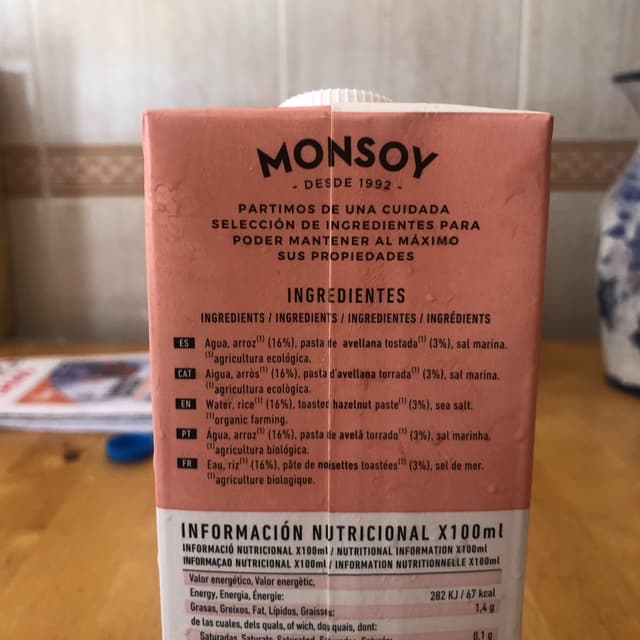 MONSOY
- DESDE 1992 -
PARTIMOS DE UNA CUIDADA
SELECCIÓN DE INGREDIENTES PARA
PODER MANTENER AL MÁXIMO
SUS PROPIEDADES
INGREDIENTES
INGREDIENTS / INGREDIENTS / INGREDIENTES / INGRÉDIENTS
ES Agua, arroz(1) (16%), pasta de avellana tostada(1) (3%), sal marina.
(1)agricultura ecológica.
CAT Aigua, arròs(1) (16%), pasta d'avellana torrada(1) (3%), sal marina.
(1)agricultura ecològica.
EN Water, rice(1) (16%), toasted hazelnut paste(1) (3%), sea salt.
(1)organic farming.
PT Água, arroz(1) (16%), pasta de avelã torrado(1) (3%), sal marinha.
(1)agricultura biológica.
FR Eau, riz(1) (16%), pâte de noisettes toastées(1) (3%), sel de mer.
(1)agriculture biologique.
INFORMACIÓN NUTRICIONAL X100ml
INFORMACIÓ NUTRICIONAL X100ml / NUTRITIONAL INFORMATION X100ml
INFORMAÇAO NUTRICIONAL X100ml / INFORMATION NUTRITIONNELLE X100ml
Valor energético, Valor energètic,
Energy, Energia, Énergie: 282 KJ / 67 kcal
Grasas, Greixos, Fat, Lípidos, Graisses: 1,4 g
de las cuales, dels quals, of wich, dos quais, dont:
Saturadas, Saturats, Saturated, 0,1 g